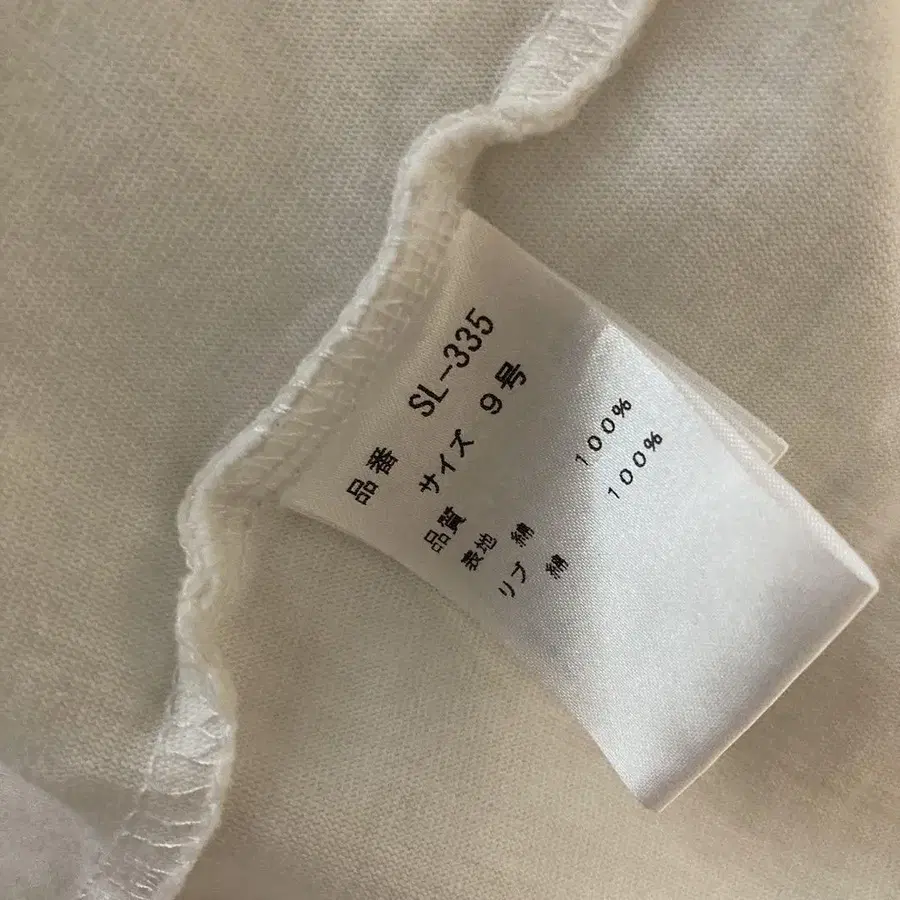 品番 SL-335
サイズ 9号
品質
表地 綿 100%
リブ 綿 100%